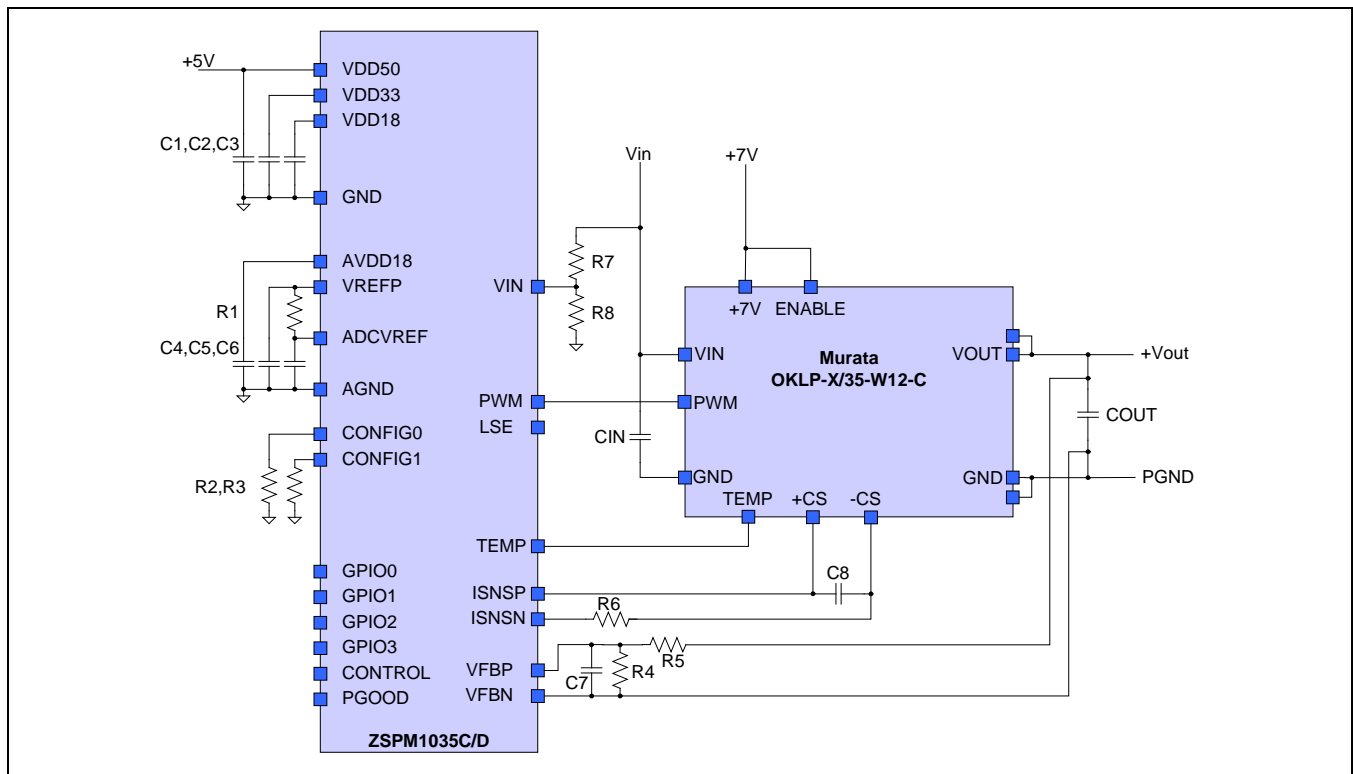 +5V
VDD50
VDD33
VDD18
C1,C2,C3
GND
AVDD18
VREFP
R1
ADCVREF
C4,C5,C6
AGND
CONFIG0
CONFIG1
R2,R3
GPIO0
GPIO1
GPIO2
GPIO3
CONTROL
PGOOD
VIN
PWM
LSE
TEMP
ISNSP
ISNSN
VFBP
VFBN
ZSPM1035C/D
Vin
+7V
R7
R8
CIN
+7V
ENABLE
VIN
Murata
OKLP-X/35-W12-C
VOUT
+Vout
PWM
COUT
GND
GND
PGND
TEMP
+CS
-CS
C8
R6
R5
C7
R4